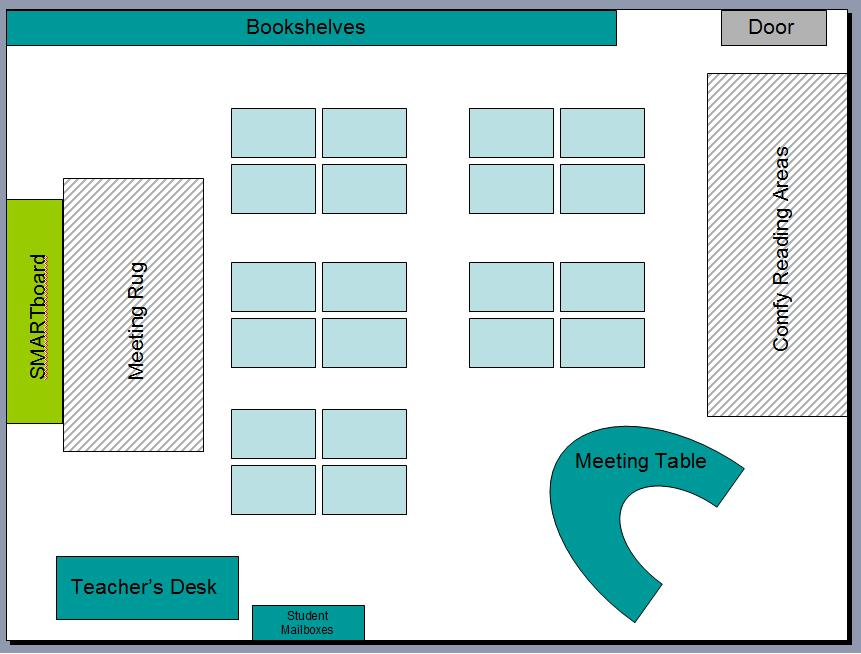 Bookshelves
Door
SMARTboard
Meeting Rug
Comfy Reading Areas
Meeting Table
Teacher's Desk
Student
Mailboxes